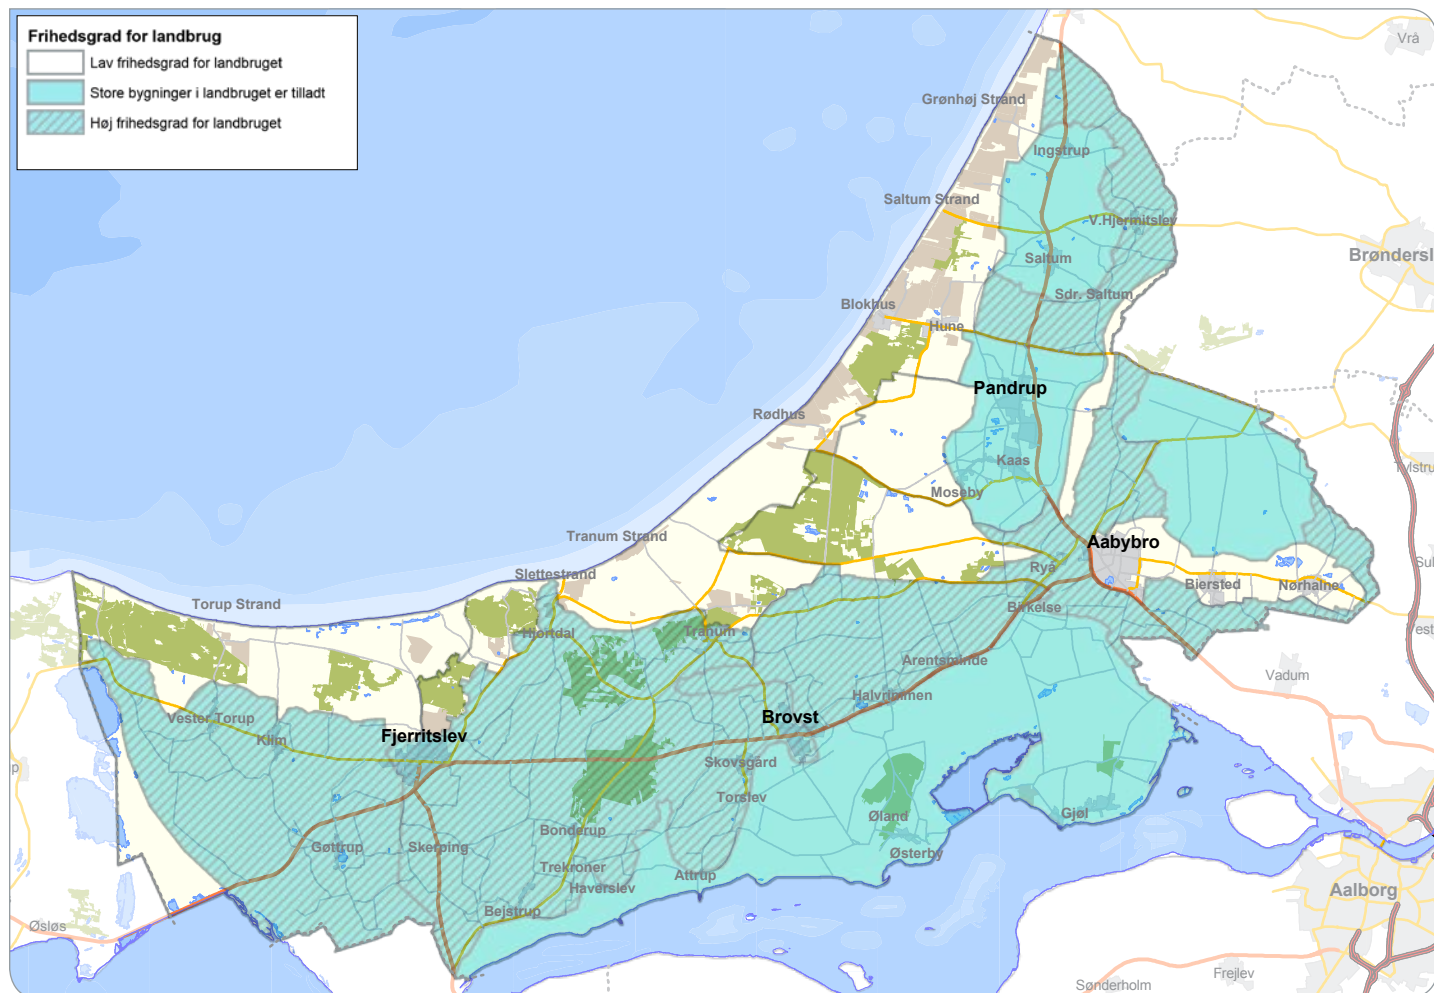 Frihedsgrad for landbrug
Lav frihedsgrad for landbruget
Store bygninger i landbruget er tilladt
Høj frihedsgrad for landbruget
Vrå
Grønhøj Strand
Ingstrup
Saltum Strand
V.Hjermitslev
Saltum
Brøndersl
Sdr. Saltum
Blokhus
Hune
Pandrup
Rødhus
Kaas
Tylstru
Moseby
Tranum Strand
Aabybro
Slettestrand
Ryå
Biersted
Nørhalne
Torup Strand
Birkelse
Hjortdal
Tranum
Arentsminde
Vadum
Halvrimmen
Vester Torup
Brovst
Klim
Fjerritslev
Skovsgård
Torslev
Øland
Gjøl
Bonderup
Gøttrup
Skerping
Østerby
Trekroner
Attrup
Haverslev
Aalborg
Bejstrup
Øsløs
Frejlev
Sønderholm